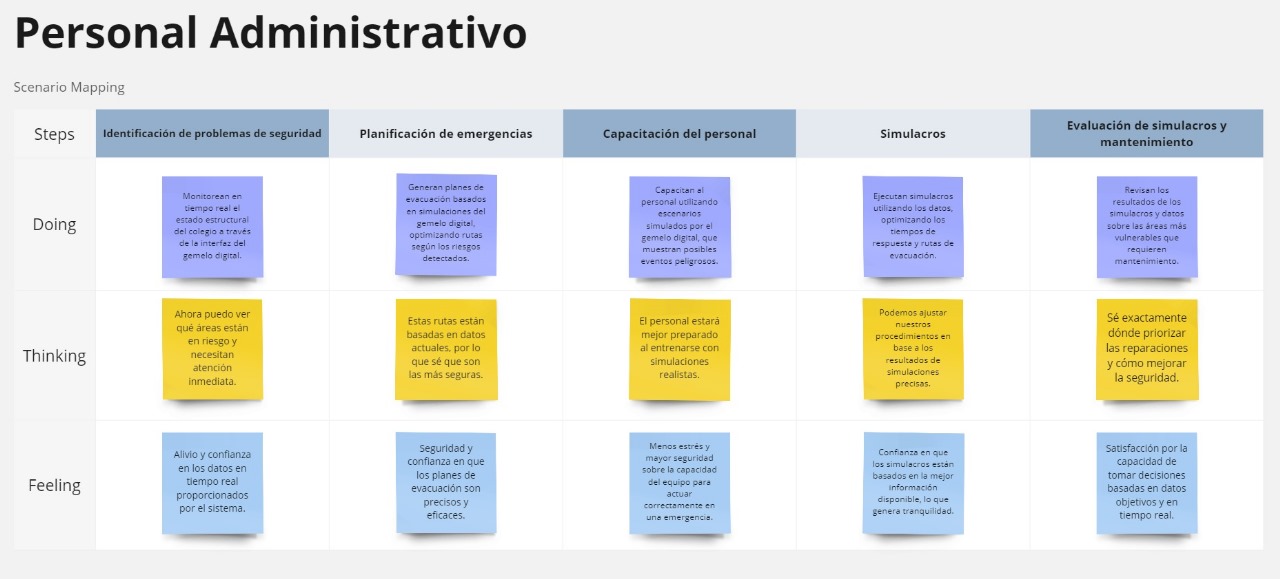 Personal Administrativo
Scenario Mapping
Steps
Identificación de problemas de seguridad
Planificación de emergencias
Capacitación del personal
Simulacros
Evaluación de simulacros y
mantenimiento
Doing
Monitorean en
tiempo real el
estado estructural
del colegio a través
de la interfaz del
gemelo digital.
Generan planes de
evacuación basados
en simulaciones del
gemelo digital,
optimizando rutas
según los riesgos
detectados.
Capacitan al
personal utilizando
escenarios
simulados por el
gemelo digital, que
muestran posibles
eventos peligrosos.
Ejecutan simulacros
utilizando los datos,
optimizando los
tiempos de
respuesta y rutas de
evacuación.
Revisan los
resultados de los
simulacros y datos
sobre las áreas más
vulnerables que
requieren
mantenimiento.
Thinking
Ahora puedo ver
qué áreas están
en riesgo y
necesitan
atención
inmediata.
Estas rutas están
basadas en datos
actuales, por lo
que sé que son
las más seguras.
El personal estará
mejor preparado
al entrenarse con
simulaciones
realistas.
Podemos ajustar
nuestros
procedimientos en
base a los
resultados de
simulaciones
precisas.
Sé exactamente
dónde priorizar
las reparaciones
y cómo mejorar
la seguridad.
Feeling
Alivio y confianza
en los datos en
tiempo real
proporcionados
por el sistema.
Seguridad y
confianza en que
los planes de
evacuación son
precisos y
eficaces.
Menos estrés y
mayor seguridad
sobre la capacidad
del equipo para
actuar
correctamente en
una emergencia.
Confianza en que
los simulacros están
basados en la mejor
información
disponible, lo que
genera tranquilidad.
Satisfacción por la
capacidad de
tomar decisiones
basadas en datos
objetivos y en
tiempo real.